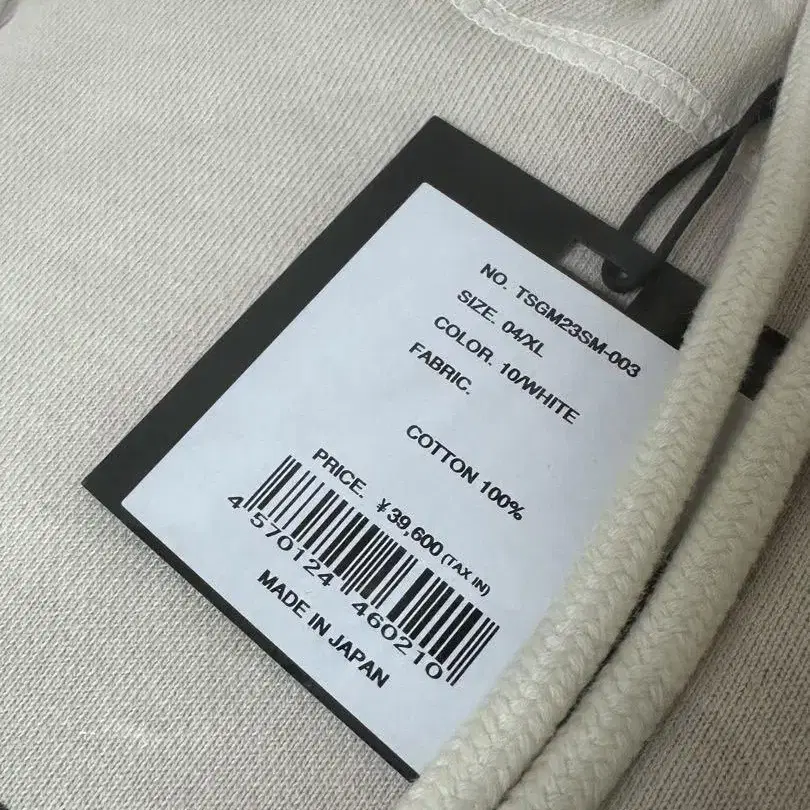 NO. TSGM23SM-003
SIZE. 04/XL
COLOR. 10/WHITE
FABRIC.
COTTON 100%
PRICE. ¥39,600 (TAX IN)
4 570124 460210
MADE IN JAPAN